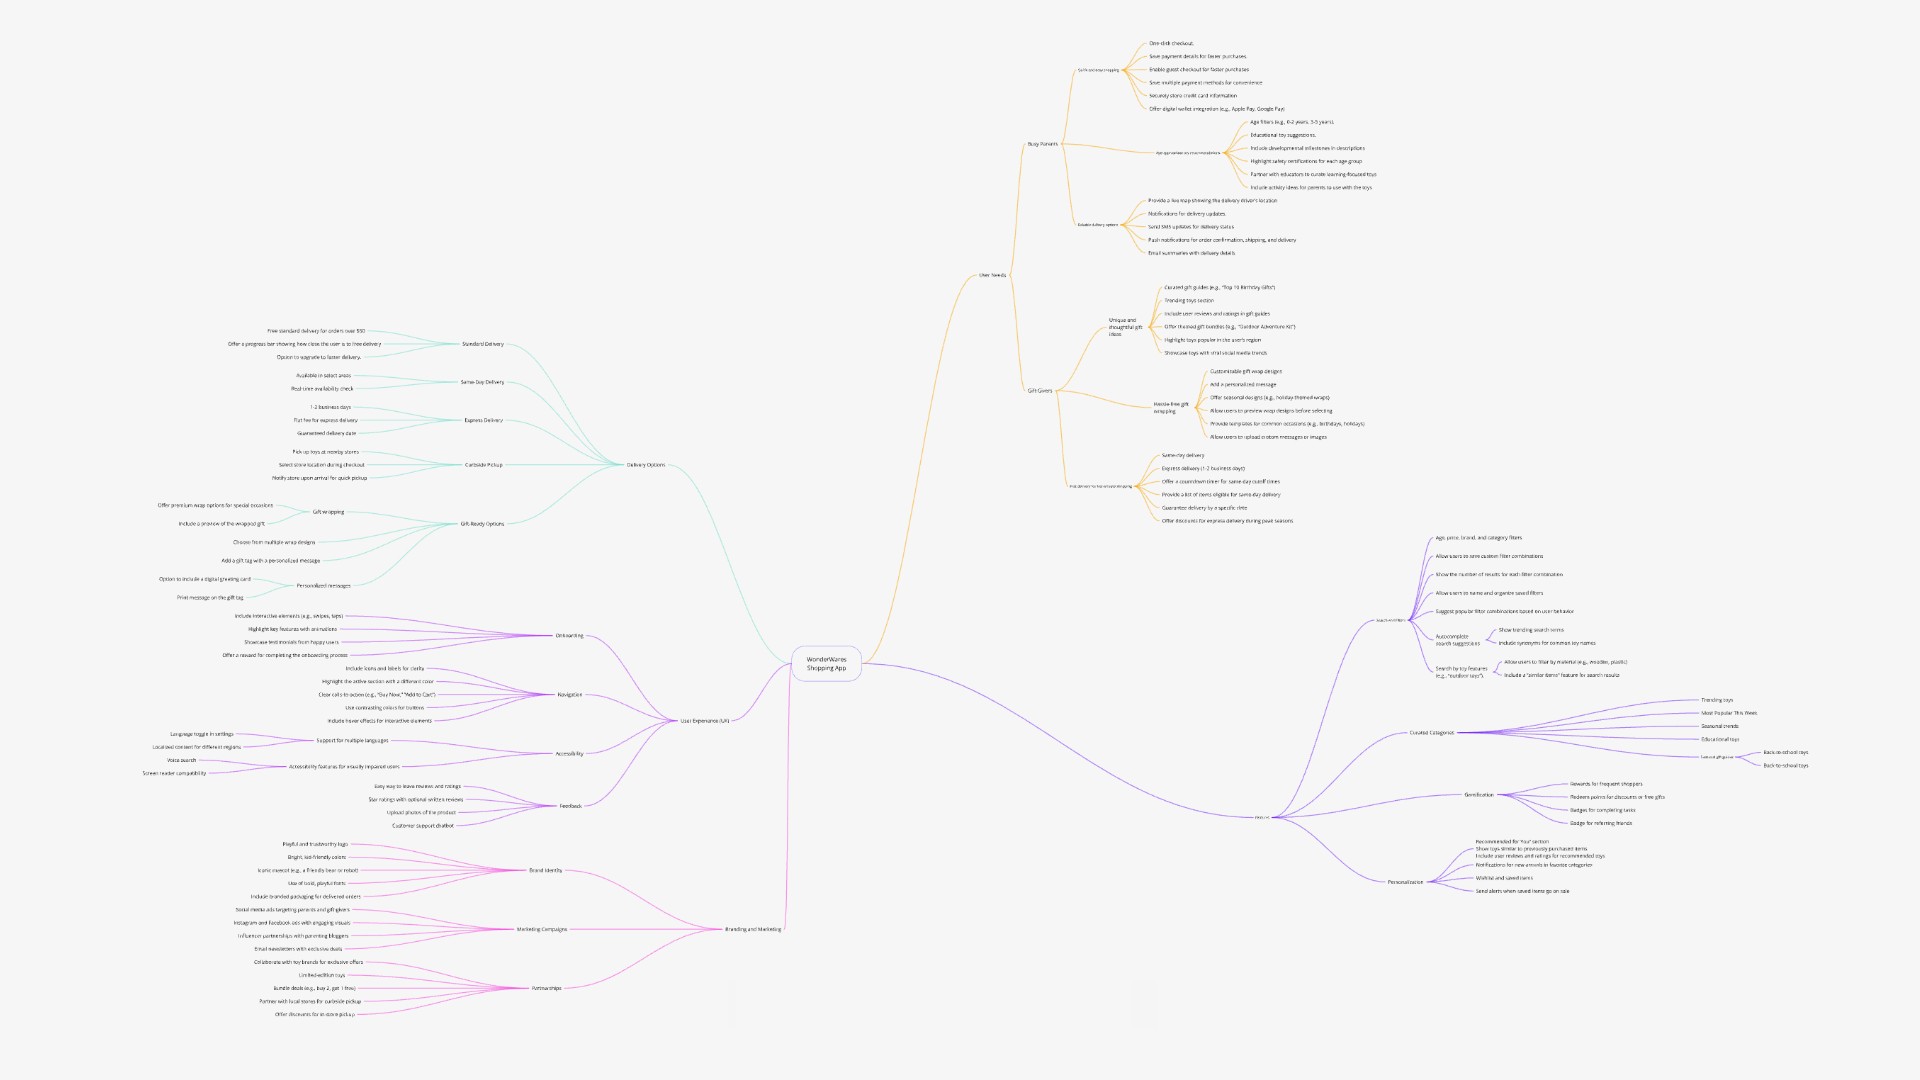 WonderWares
Shopping App
User Needs
Busy Parents
One-click checkout.
Save payment details for faster purchases
Enable guest checkout for faster purchases
Save multiple payment methods for convenience
Securely store credit card information
Offer digital wallet integration (e.g., Apple Pay, Google Pay)
Age filters (e.g., 0-2 years, 3-5 years).
Educational toy suggestions.
Include developmental milestones in descriptions
Highlight safety certifications for each age group
Partner with educators to curate learning-focused toys
Include activity ideas for parents to use with the toys
Reliable delivery options
Provide a live map showing the delivery driver's location
Notifications for delivery updates
Send SMS updates for delivery status
Push notifications for order confirmation, shipping, and delivery
Email summaries with delivery details
Gift Givers
Unique and
thoughtful gift
ideas
Curated gift guides (e.g., "Top 10 Birthday Gifts")
Trending toys section
Include user reviews and ratings in gift guides
Offer themed gift bundles (e.g., "Outdoor Adventure Kit")
Highlight toys popular in the user's region
Showcase toys with viral social media trends
Hassle-free gift
wrapping
Customizable gift wrap designs
Add a personalized message
Offer seasonal designs (e.g., holiday-themed wraps)
Allow users to preview wrap designs before selecting
Provide templates for common occasions (e.g., birthdays, holidays)
Allow users to upload custom messages or images
Same-day delivery
Express delivery (1-2 business days)
Offer a countdown timer for same-day cutoff times
Provide a list of items eligible for same-day delivery
Guarantee delivery by a specific date
Offer discounts for express delivery during peak seasons
Age, price, brand, and category filters
Allow users to save custom filter combinations
Show the number of results for each filter combination
Allow users to name and organize saved filters
Suggest popular filter combinations based on user behavior
Autocomplete
search suggestions
Show trending search terms
Include synonyms for common toy names
Search by toy features
(e.g., "outdoor toys").
Allow users to filter by material (e.g., wooden, plastic)
Include a "similar items" feature for search results
Curated Categories
Trending toys
Most Popular This Week
Seasonal trends
Educational toys
Back-to-school toys
Back-to-school toys
Gamification
Rewards for frequent shoppers
Redeem points for discounts or free gifts
Badges for completing tasks
Badge for referring friends
Personalization
Recommended for "You" section
Show toys similar to previously purchased items
Include user reviews and ratings for recommended toys
Notifications for new arrivals in favorite categories
Wishlist and saved items
Send alerts when saved items go on sale
Delivery Options
Standard Delivery
Free standard delivery for orders over $50
Offer a progress bar showing how close the user is to free delivery
Option to upgrade to faster delivery.
Same-Day Delivery
Available in select areas
Real-time availability check
Express Delivery
1-2 business days
Flat fee for express delivery
Guaranteed delivery date
Curbside Pickup
Pick up toys at nearby stores
Select store location during checkout
Notify store upon arrival for quick pickup
Gift-Ready Options
Gift wrapping
Offer premium wrap options for special occasions
Include a preview of the wrapped gift
Choose from multiple wrap designs
Add a gift tag with a personalized message
Personalized messages
Option to include a digital greeting card
Print message on the gift tag
User Experience (UX)
Onboarding
Include interactive elements (e.g., swipes, taps)
Highlight key features with animations
Showcase testimonials from happy users
Offer a reward for completing the onboarding process
Navigation
Include icons and labels for clarity
Highlight the active section with a different color
Clear calls-to-action (e.g., "Buy Now," "Add to Cart")
Use contrasting colors for buttons
Include hover effects for interactive elements
Accessibility
Support for multiple languages
Language toggle in settings
Localized content for different regions
Accessibility features for visually impaired users
Voice search
Screen reader compatibility
Feedback
Easy way to leave reviews and ratings
Star ratings with optional written reviews
Upload photos of the product
Customer support chatbot
Branding and Marketing
Brand Identity
Playful and trustworthy logo
Bright, kid-friendly colors
Iconic mascot (e.g., a friendly bear or robot)
Use of bold, playful fonts
Include branded packaging for delivered orders
Marketing Campaigns
Social media ads targeting parents and gift givers
Instagram and Facebook ads with engaging visuals
Influencer partnerships with parenting bloggers
Email newsletters with exclusive deals
Partnerships
Collaborate with toy brands for exclusive offers
Limited-edition toys
Bundle deals (e.g., Buy 2, get 1 free)
Partner with local stores for curbside pickup
Offer discounts for in-store pickup